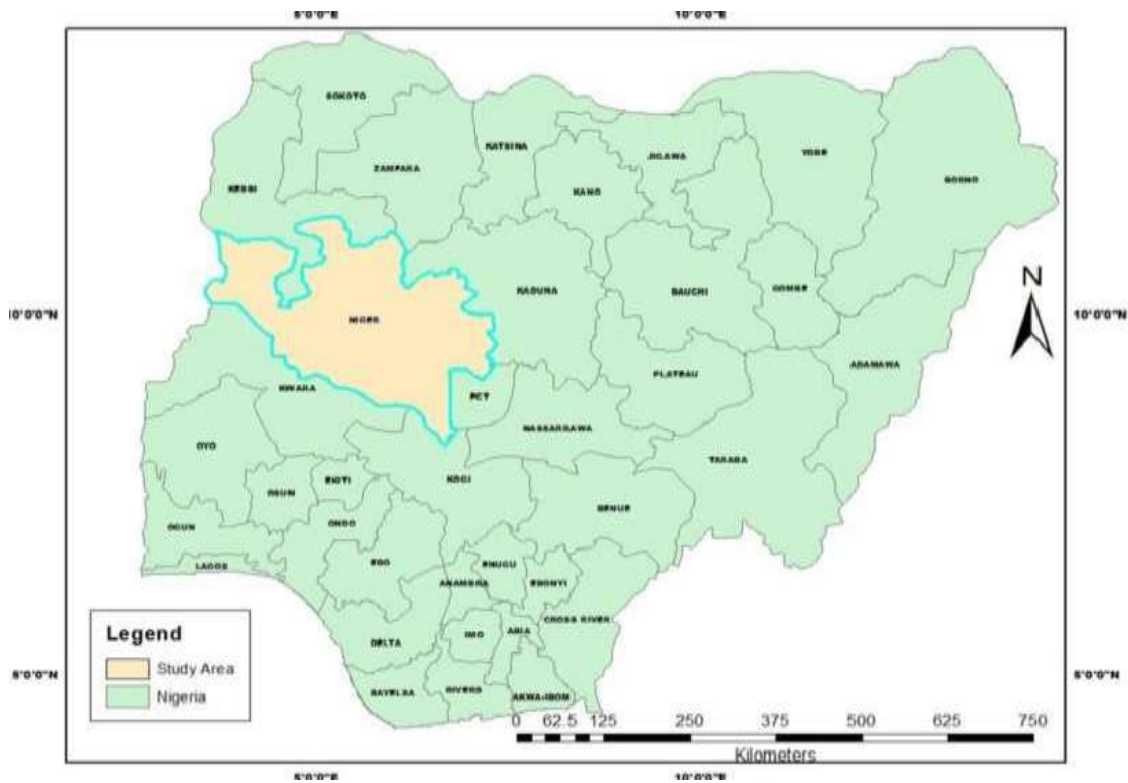 5°0'0"E
10°0'0"E
SOKOTO
KATSINA
JIGAWA
YOBE
ZAMFARA
KEBBI
KANO
BORNO
N
KADUNA
BAUCHI
GOMBE
10°0'0"N
10°0'0"N
NIGER
ADAMAWA
PLATEAU
KWARA
FCT
NASSARAWA
OYO
TARABA
KOGI
EKITI
OSUN
BENUE
OGUN
ONDO
EDO
ENUGU
LAGOS
ANAMBRA
EBONYI
CROSS RIVER
Legend
IMO
ABIA
DELTA
Study Area
5°0'0"N
5°0'0"N
Nigeria
BAYELSA
RIVERS
AKWA-IBOM
0 62.5 125 250 375 500 625 750
Kilometers
5°0'0"E
10°0'0"E